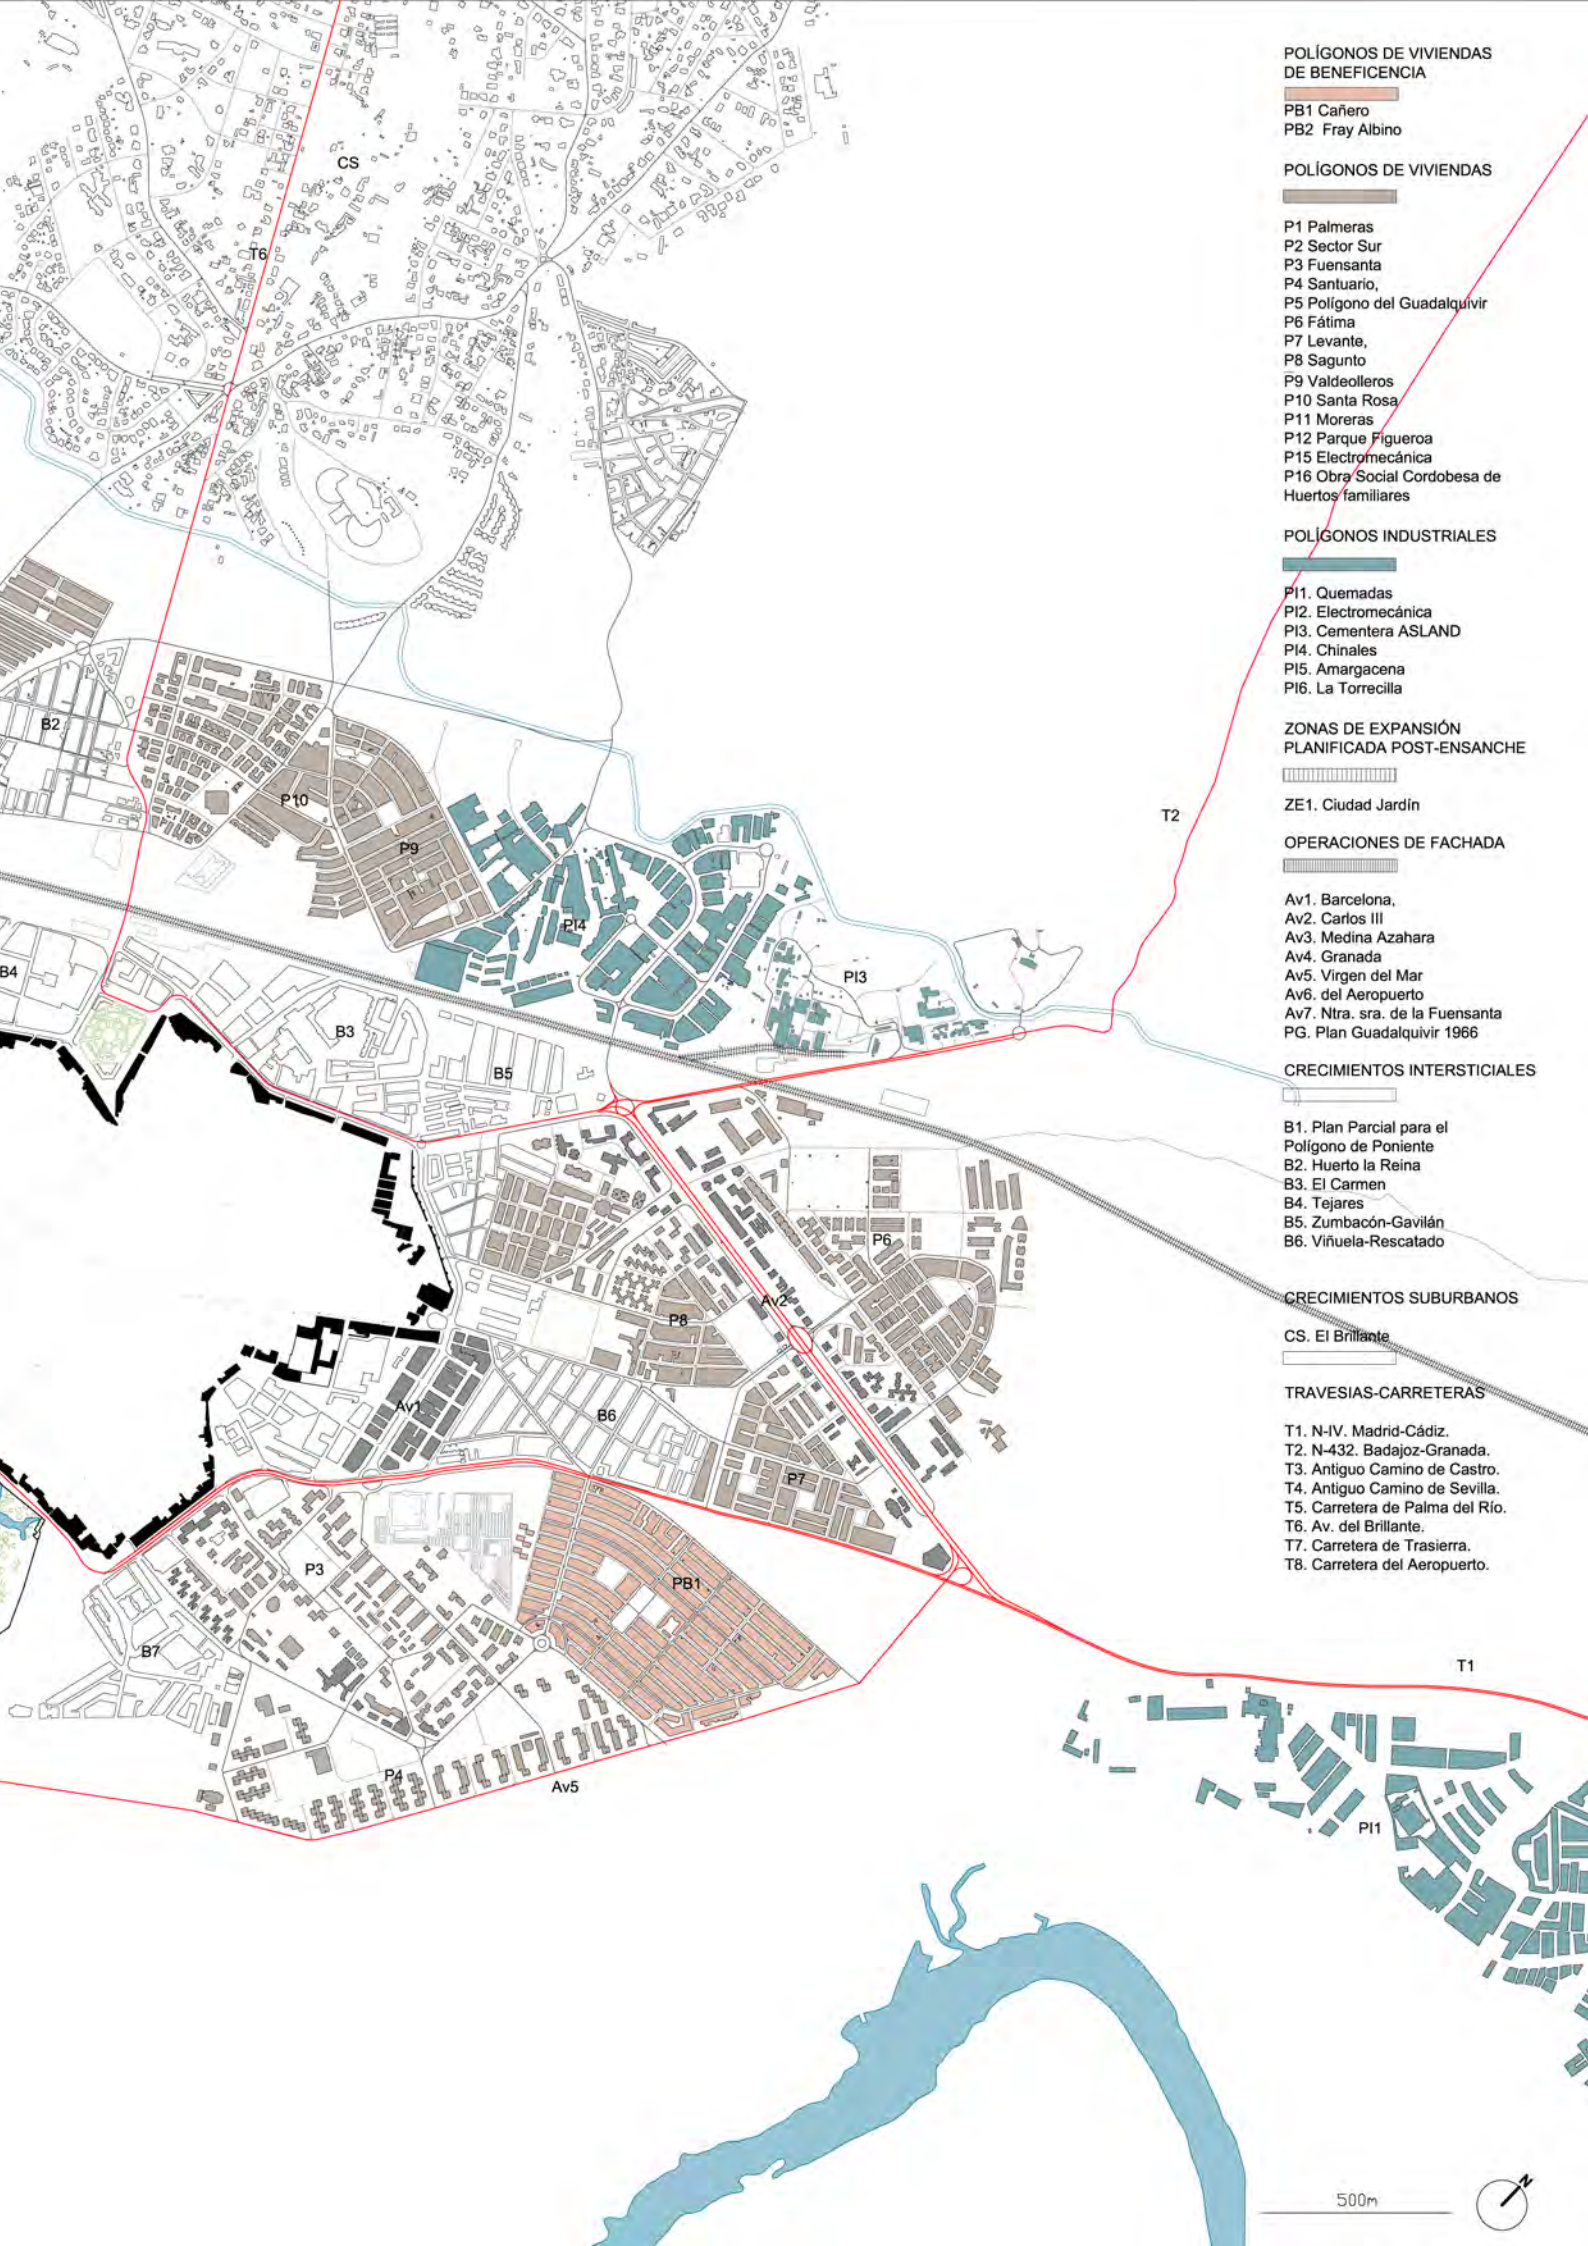 POLÍGONOS DE VIVIENDAS
DE BENEFICENCIA
PB1 Cañero
PB2 Fray Albino
POLÍGONOS DE VIVIENDAS
P1 Palmeras
P2 Sector Sur
P3 Fuensanta
P4 Santuario,
P5 Polígono del Guadalquivir
P6 Fátima
P7 Levante,
P8 Sagunto
P9 Valdeolleros
P10 Santa Rosa
P11 Moreras
P12 Parque Figueroa
P15 Electromecánica
P16 Obra Social Cordobesa de
Huertos familiares
POLÍGONOS INDUSTRIALES
PI1. Quemadas
PI2. Electromecánica
PI3. Cementera ASLAND
PI4. Chinales
PI5. Amargacena
PI6. La Torrecilla
ZONAS DE EXPANSIÓN
PLANIFICADA POST-ENSANCHE
ZE1. Ciudad Jardín
OPERACIONES DE FACHADA
Av1. Barcelona,
Av2. Carlos III
Av3. Medina Azahara
Av4. Granada
Av5. Virgen del Mar
Av6. del Aeropuerto
Av7. Ntra. sra. de la Fuensanta
PG. Plan Guadalquivir 1966
CRECIMIENTOS INTERSTICIALES
B1. Plan Parcial para el
Polígono de Poniente
B2. Huerto la Reina
B3. El Carmen
B4. Tejares
B5. Zumbacón-Gavilán
B6. Viñuela-Rescatado
CRECIMIENTOS SUBURBANOS
CS. El Brillante
TRAVESIAS-CARRETERAS
T1. N-IV. Madrid-Cádiz.
T2. N-432. Badajoz-Granada.
T3. Antiguo Camino de Castro.
T4. Antiguo Camino de Sevilla.
T5. Carretera de Palma del Río.
T6. Av. del Brillante.
T7. Carretera de Trasierra.
T8. Carretera del Aeropuerto.
CS
T6
B2
P10
P9
T2
PI4
PI3
B4
B3
B5
P6
Av2
P8
Av1
B6
P7
P3
PB1
B7
T1
P4
Av5
PI1
500m
N